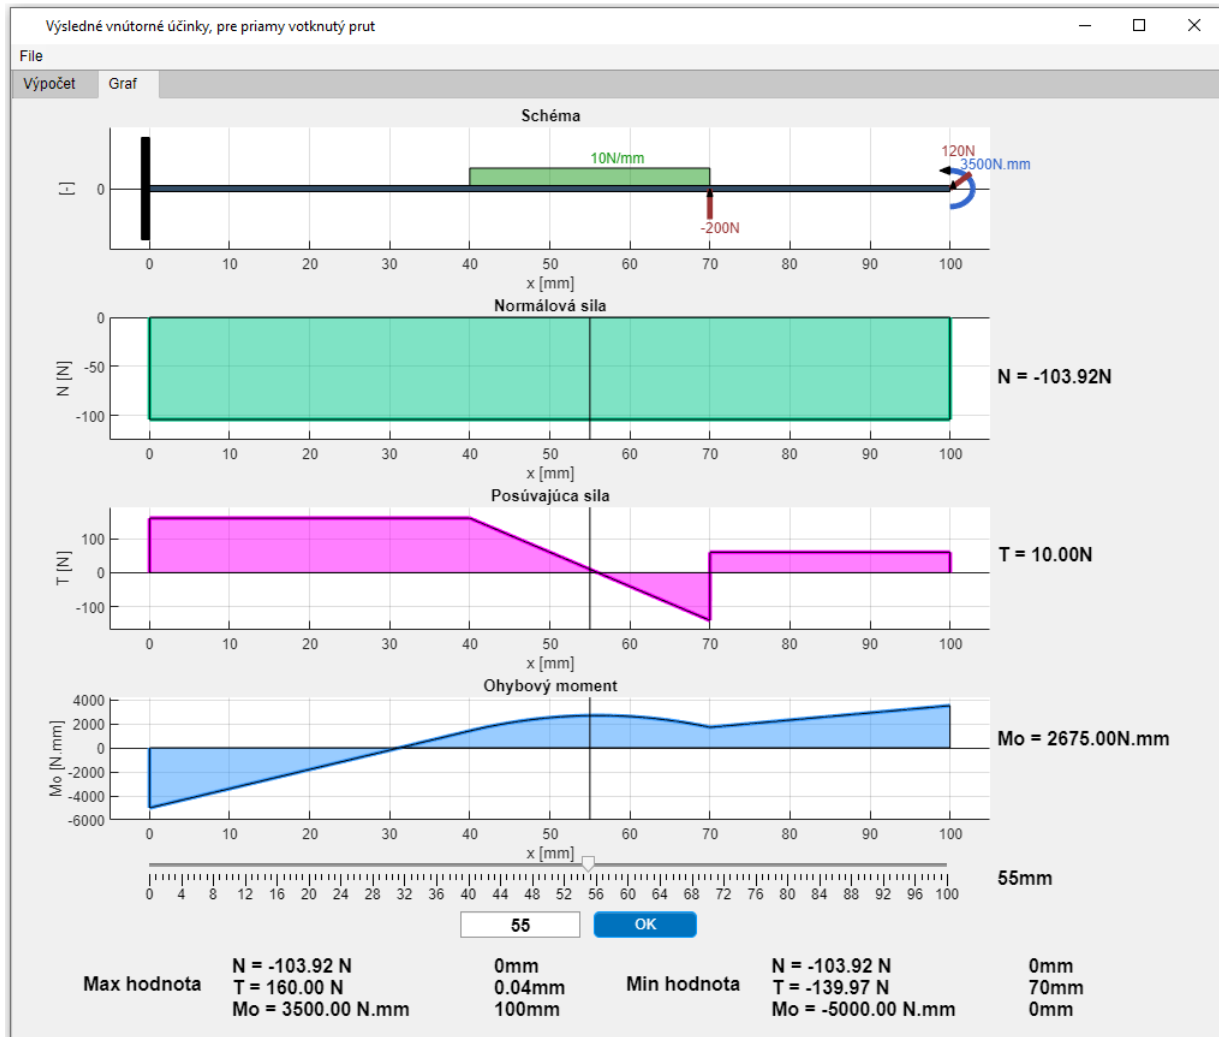 Výsledné vnútorné účinky, pre priamy votknutý prut
File
Výpočet Graf
Schéma
120N
10N/mm 3500N.mm
[-] 0
-200N
0 10 20 30 40 50 60 70 80 90 100
x [mm]
Normálová sila
0
-50
-100
N [N]
N = -103.92N
0 10 20 30 40 50 60 70 80 90 100
x [mm]
Posúvajúca sila
100
0
-100
T [N]
T = 10.00N
0 10 20 30 40 50 60 70 80 90 100
x [mm]
Ohybový moment
4000
2000
0
-2000
-4000
-6000
Mo [N.mm]
Mo = 2675.00N.mm
0 10 20 30 40 50 60 70 80 90 100
x [mm]
55mm
0 4 8 12 16 20 24 28 32 36 40 44 48 52 56 60 64 68 72 76 80 84 88 92 96 100
55 OK
Max hodnota
N = -103.92 N 0mm
T = 160.00 N 0.04mm
Mo = 3500.00 N.mm 100mm
Min hodnota
N = -103.92 N 0mm
T = -139.97 N 70mm
Mo = -5000.00 N.mm 0mm